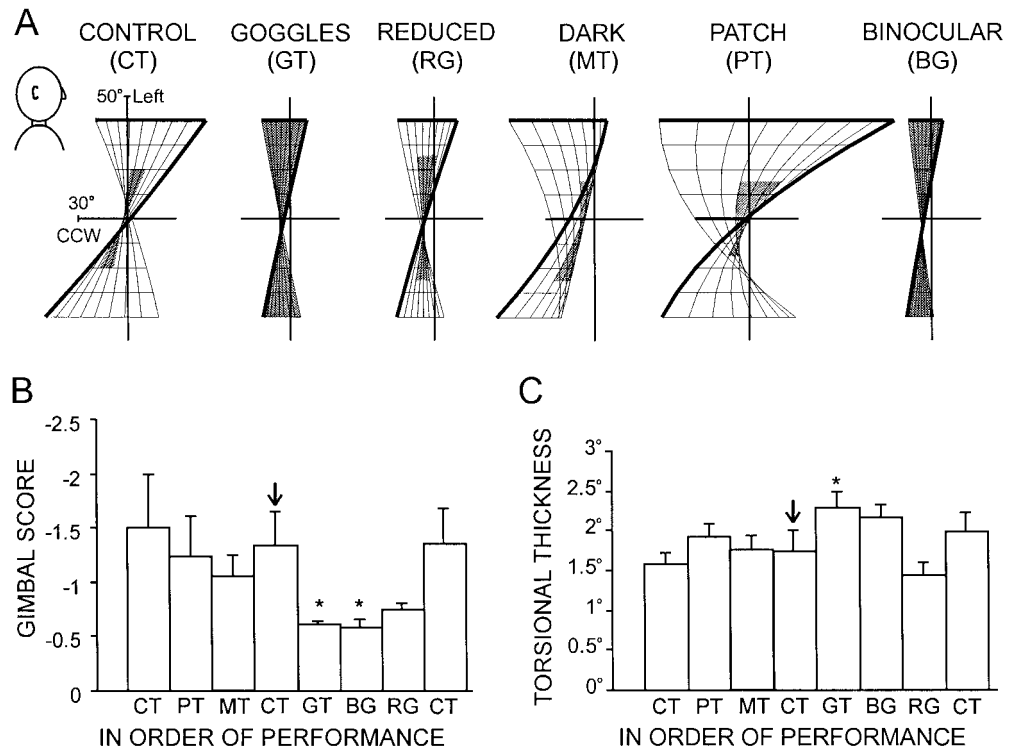 A
CONTROL GOGGLES REDUCED DARK PATCH BINOCULAR
(CT) (GT) (RG) (MT) (PT) (BG)
50° Left
30°
CCW
B
GIMBAL SCORE
-2.5
-2
-1.5
-1
-0.5
0
* *
CT PT MT CT GT BG RG CT
IN ORDER OF PERFORMANCE
C
TORSIONAL THICKNESS
3°
2.5°
2°
1.5°
1°
0.5°
0°
*
CT PT MT CT GT BG RG CT
IN ORDER OF PERFORMANCE